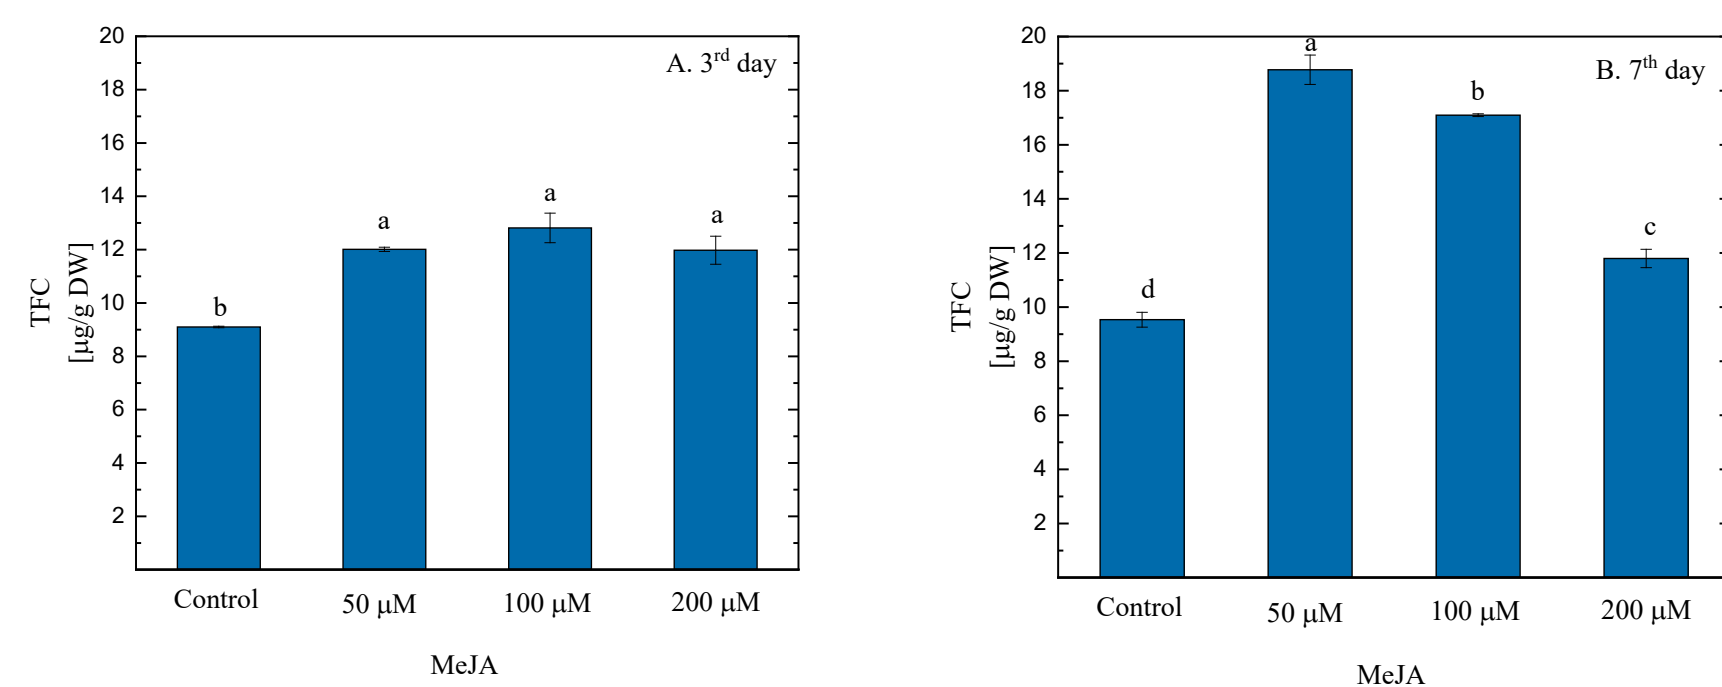 20
18
16
14
12
10
8
6
4
2
TFC
[μg/g DW]
A. 3rd day
b
a
a
a
Control
50 μM
100 μM
200 μM
MeJA
20
18
16
14
12
10
8
6
4
2
TFC
[μg/g DW]
B. 7th day
d
a
b
c
Control
50 μM
100 μM
200 μM
MeJA